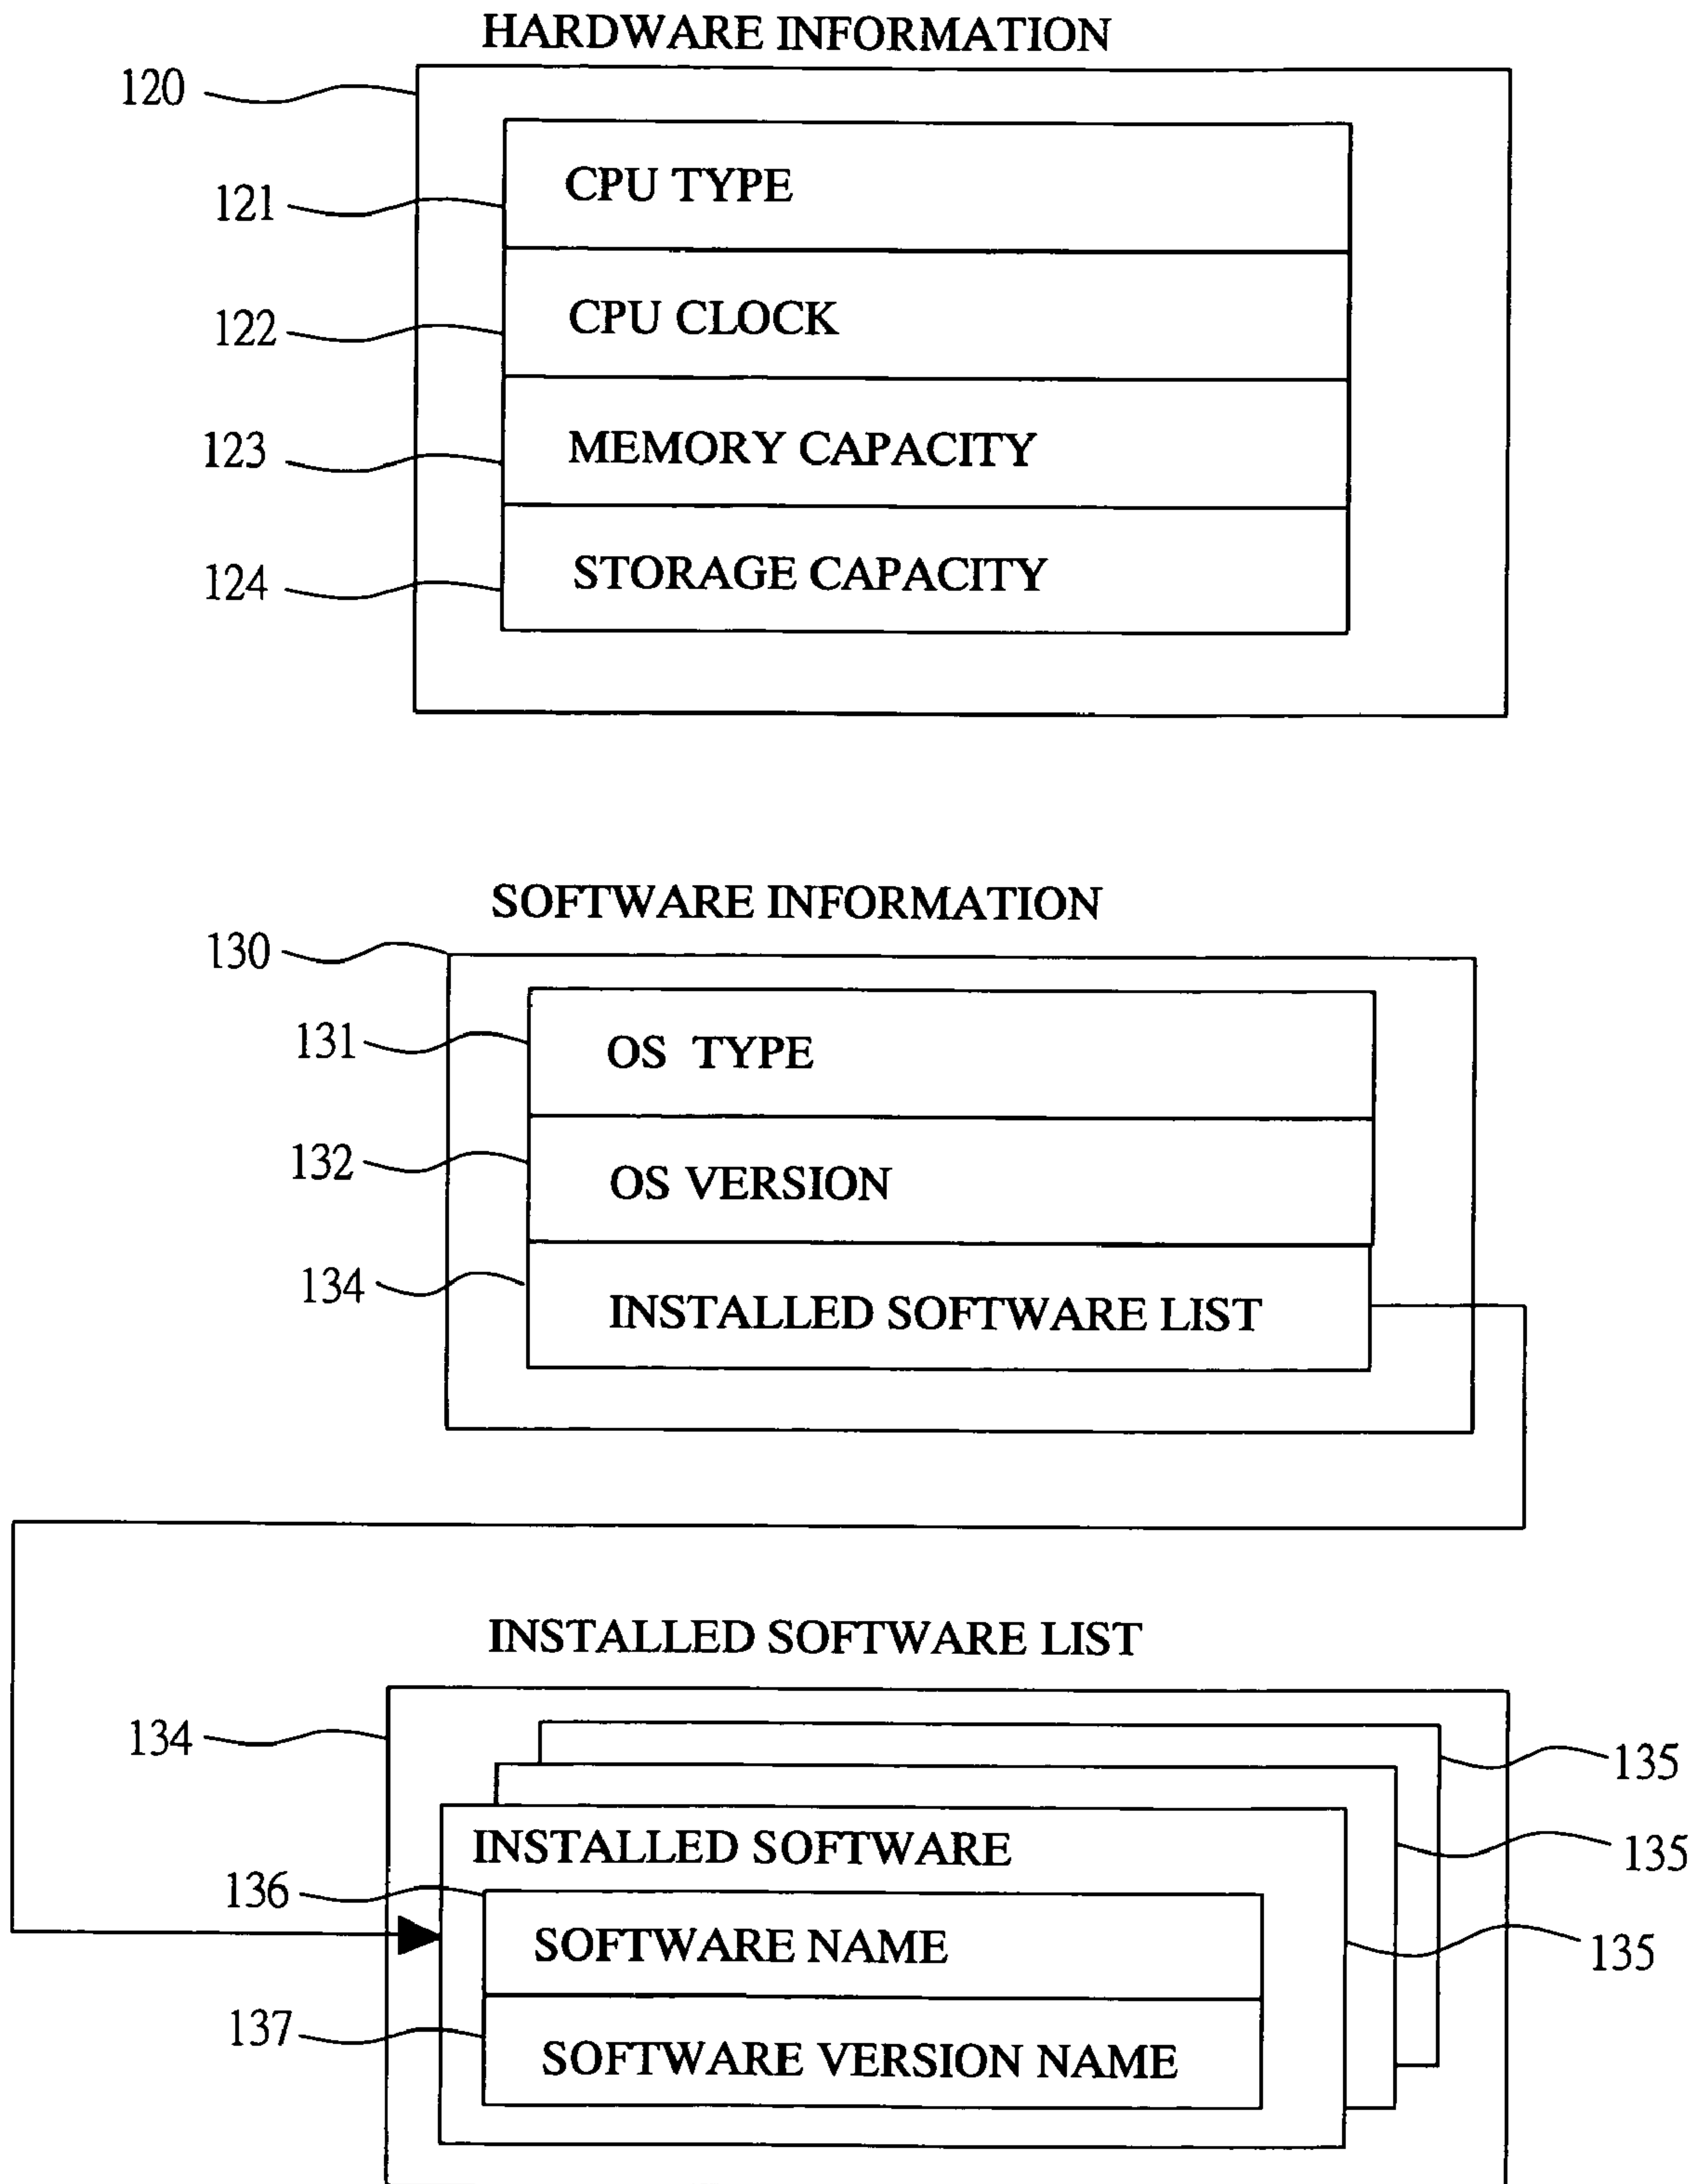 HARDWARE INFORMATION
120
121
CPU TYPE
122
CPU CLOCK
123
MEMORY CAPACITY
124
STORAGE CAPACITY
SOFTWARE INFORMATION
130
131
OS TYPE
132
OS VERSION
134
INSTALLED SOFTWARE LIST
INSTALLED SOFTWARE LIST
134
135
INSTALLED SOFTWARE
135
136
SOFTWARE NAME
135
137
SOFTWARE VERSION NAME